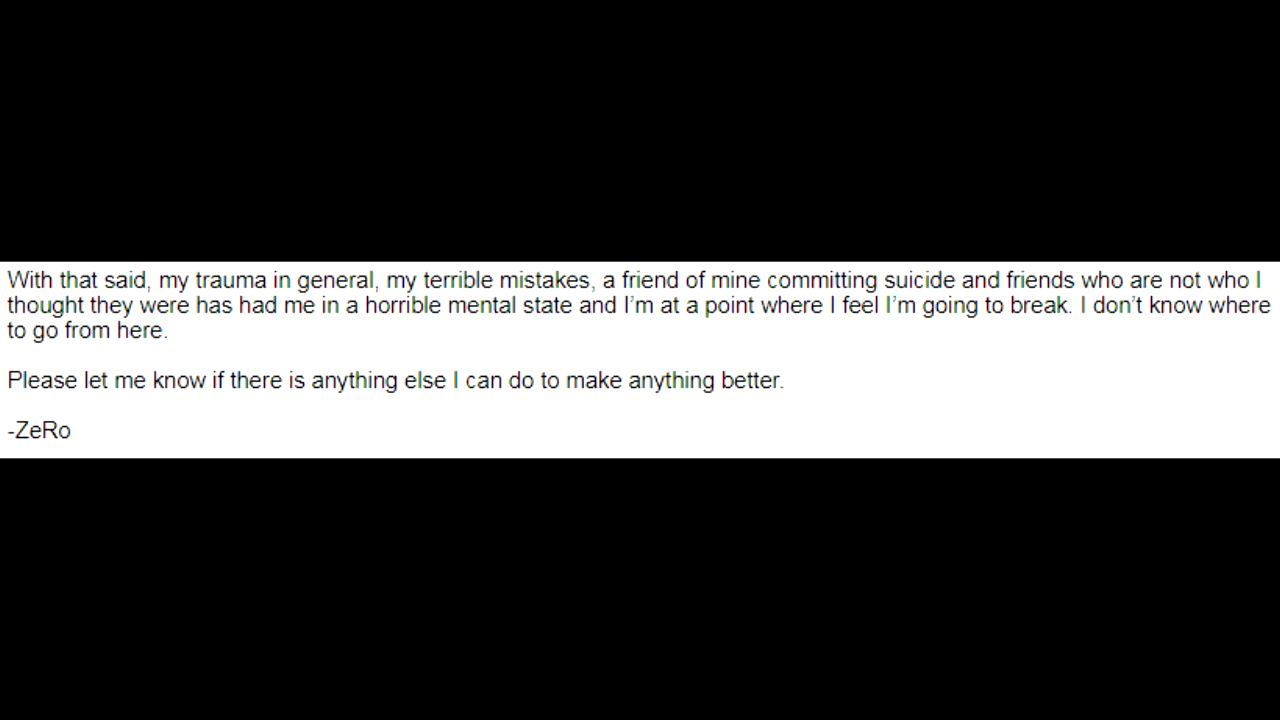 With that said, my trauma in general, my terrible mistakes, a friend of mine committing suicide and friends who are not who I
thought they were has had me in a horrible mental state and I’m at a point where I feel I’m going to break. I don’t know where
to go from here.
Please let me know if there is anything else I can do to make anything better.
-ZeRo